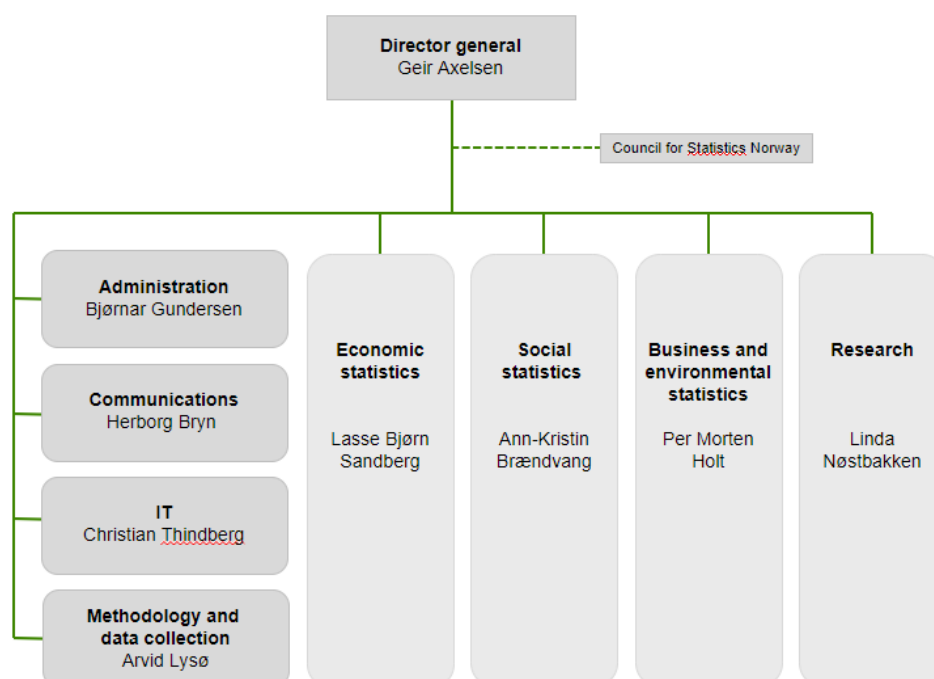 Director general
Geir Axelsen
Council for Statistics Norway
Administration
Bjørnar Gundersen
Communications
Herborg Bryn
IT
Christian Thindberg
Methodology and
data collection
Arvid Lysø
Economic
statistics
Lasse Bjørn
Sandberg
Social
statistics
Ann-Kristin
Brændvang
Business and
environmental
statistics
Per Morten
Holt
Research
Linda
Nøstbakken